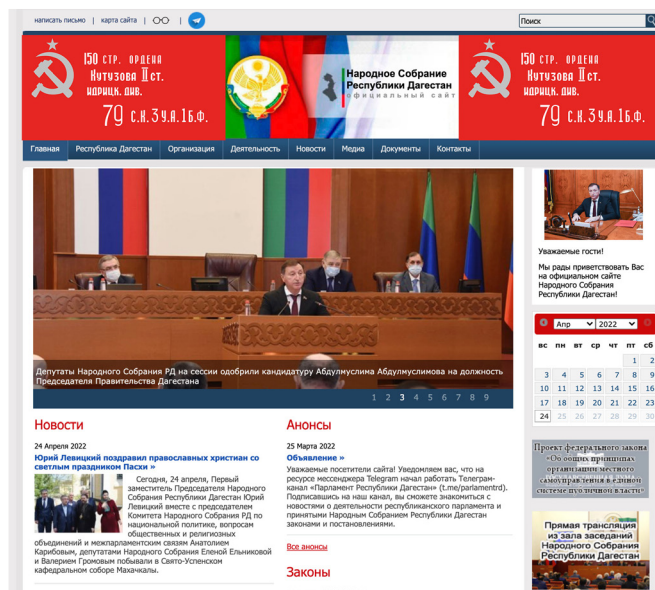 написать письмо | карта сайта |
Поиск
150 СТР. ОРДЕНА
КУТУЗОВА II СТ.
ИДРИЦК. ДИВ.
79 С.К. 3 У.А. 1 Б.Ф.
Народное Собрание
Республики Дагестан
официальный сайт
150 СТР. ОРДЕНА
КУТУЗОВА II СТ.
ИДРИЦК. ДИВ.
79 С.К. 3 У.А. 1 Б.Ф.
Главная Республика Дагестан Организация Деятельность Новости Медиа Документы Контакты
Депутаты Народного Собрания РД на сессии одобрили кандидатуру Абдулмуслима Абдулмуслимова на должность
Председателя Правительства Дагестана
1 2 3 4 5 6 7 8 9
Новости
24 Апреля 2022
Юрий Левицкий поздравил православных христиан со
светлым праздником Пасхи »
Сегодня, 24 апреля, Первый
заместитель Председателя Народного
Собрания Республики Дагестан Юрий
Левицкий вместе с председателем
Комитета Народного Собрания РД по
национальной политике, вопросам
общественных и религиозных
объединений и межпарламентским связям Анатолием
Карибовым, депутатами Народного Собрания Еленой Ельниковой
и Валерием Громовым побывали в Свято-Успенском
кафедральном соборе Махачкалы.
Анонсы
25 Марта 2022
Объявление »
Уважаемые посетители сайта! Уведомляем вас, что на
ресурсе мессенджера Telegram начал работать Телеграм-
канал «Парламент Республики Дагестан» (t.me/parlamentrd).
Подписавшись на наш канал, вы сможете знакомиться с
новостями о деятельности республиканского парламента и
принятыми Народным Собранием Республики Дагестан
законами и постановлениями.
Все анонсы
Законы
Уважаемые гости!
Мы рады приветствовать Вас
на официальном сайте
Народного Собрания
Республики Дагестан!
Апр 2022
вс пн вт ср чт пт сб
1 2
3 4 5 6 7 8 9
10 11 12 13 14 15 16
17 18 19 20 21 22 23
24 25 26 27 28 29 30
Проект федерального закона
«Об общих принципах
организации местного
самоуправления в единой
системе публичной власти»
Прямая трансляция
из зала заседаний
Народного Собрания
Республики Дагестан